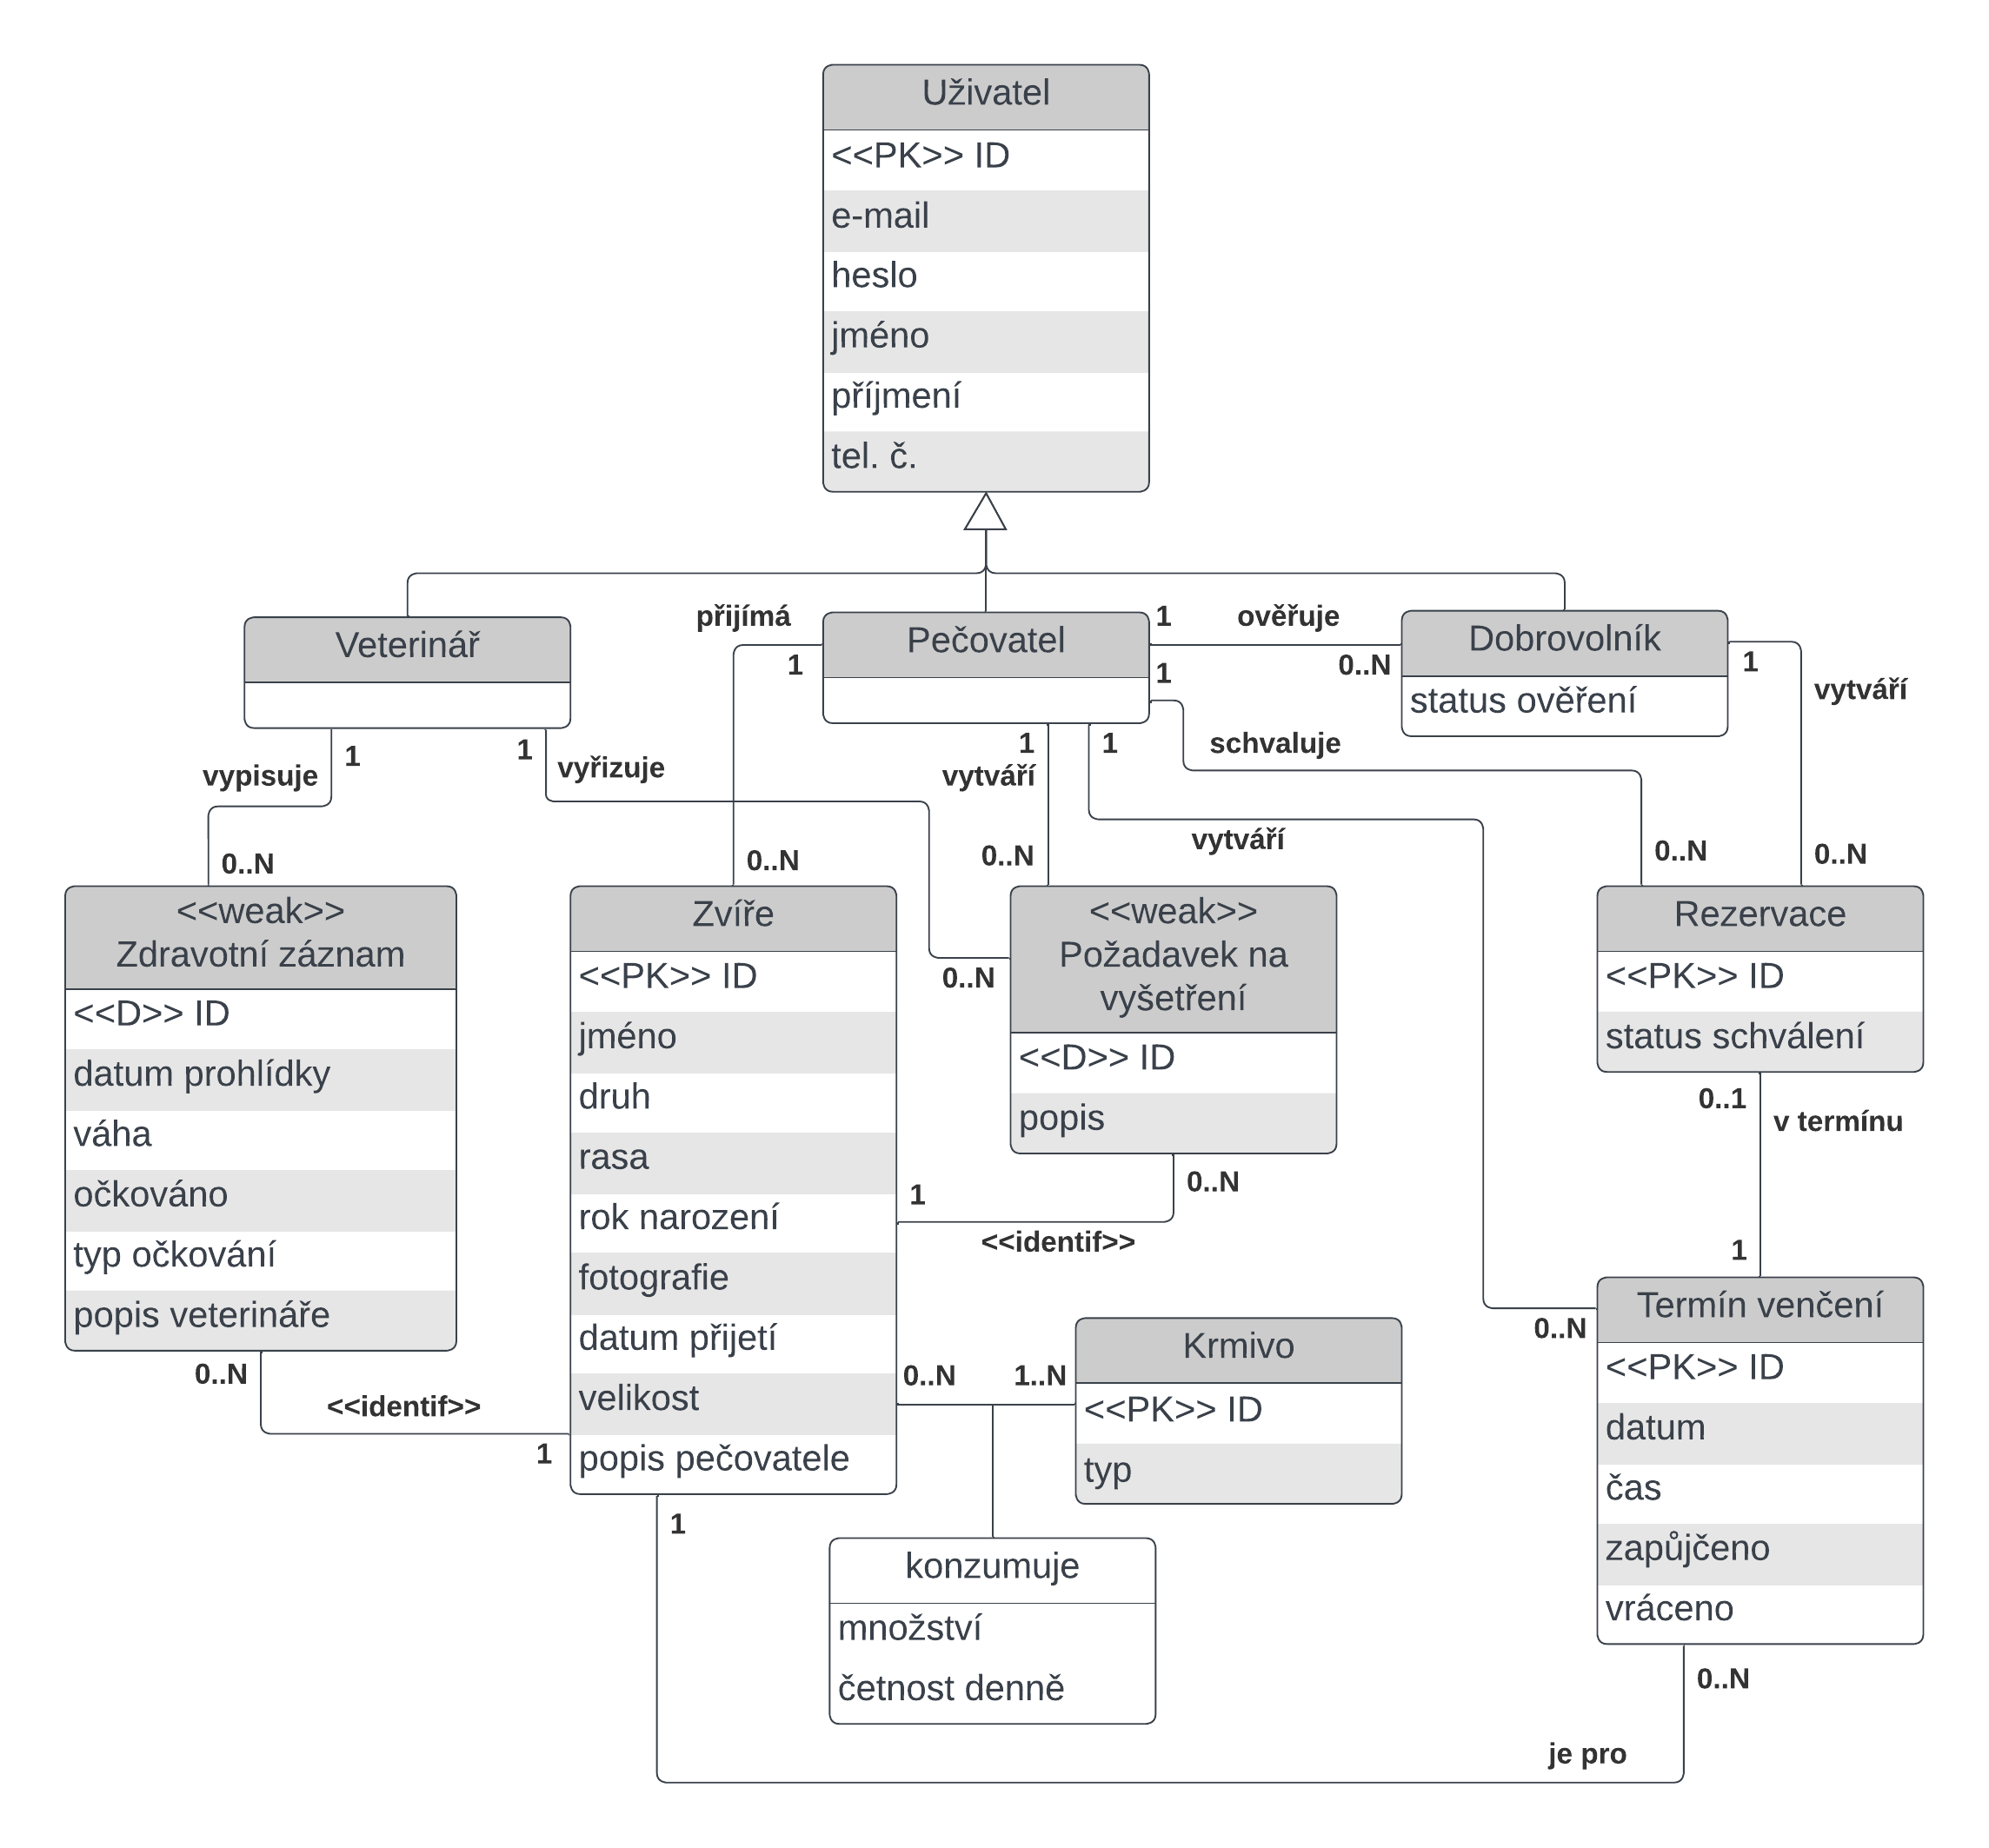 Uživatel
<<PK>> ID
e-mail
heslo
jméno
příjmení
tel. č.
Veterinář
přijímá
1
Pečovatel
1
ověřuje
0..N
1
Dobrovolník
status ověření
1
vytváří
vypisuje
1
1
vyřizuje
1
vytváří
1
schvaluje
0..N
0..N
0..N
vytváří
0..N
0..N
<<weak>>
Zdravotní záznam
<<D>> ID
datum prohlídky
váha
očkováno
typ očkování
popis veterináře
Zvíře
<<PK>> ID
jméno
druh
rasa
rok narození
fotografie
datum přijetí
velikost
popis pečovatele
0..N
<<weak>>
Požadavek na
vyšetření
<<D>> ID
popis
Rezervace
<<PK>> ID
status schválení
0..1
v termínu
1
1
0..N
<<identif>>
0..N
<<identif>>
1
0..N
1..N
Krmivo
<<PK>> ID
typ
0..N
Termín venčení
<<PK>> ID
datum
čas
zapůjčeno
vráceno
1
konzumuje
množství
četnost denně
0..N
je pro